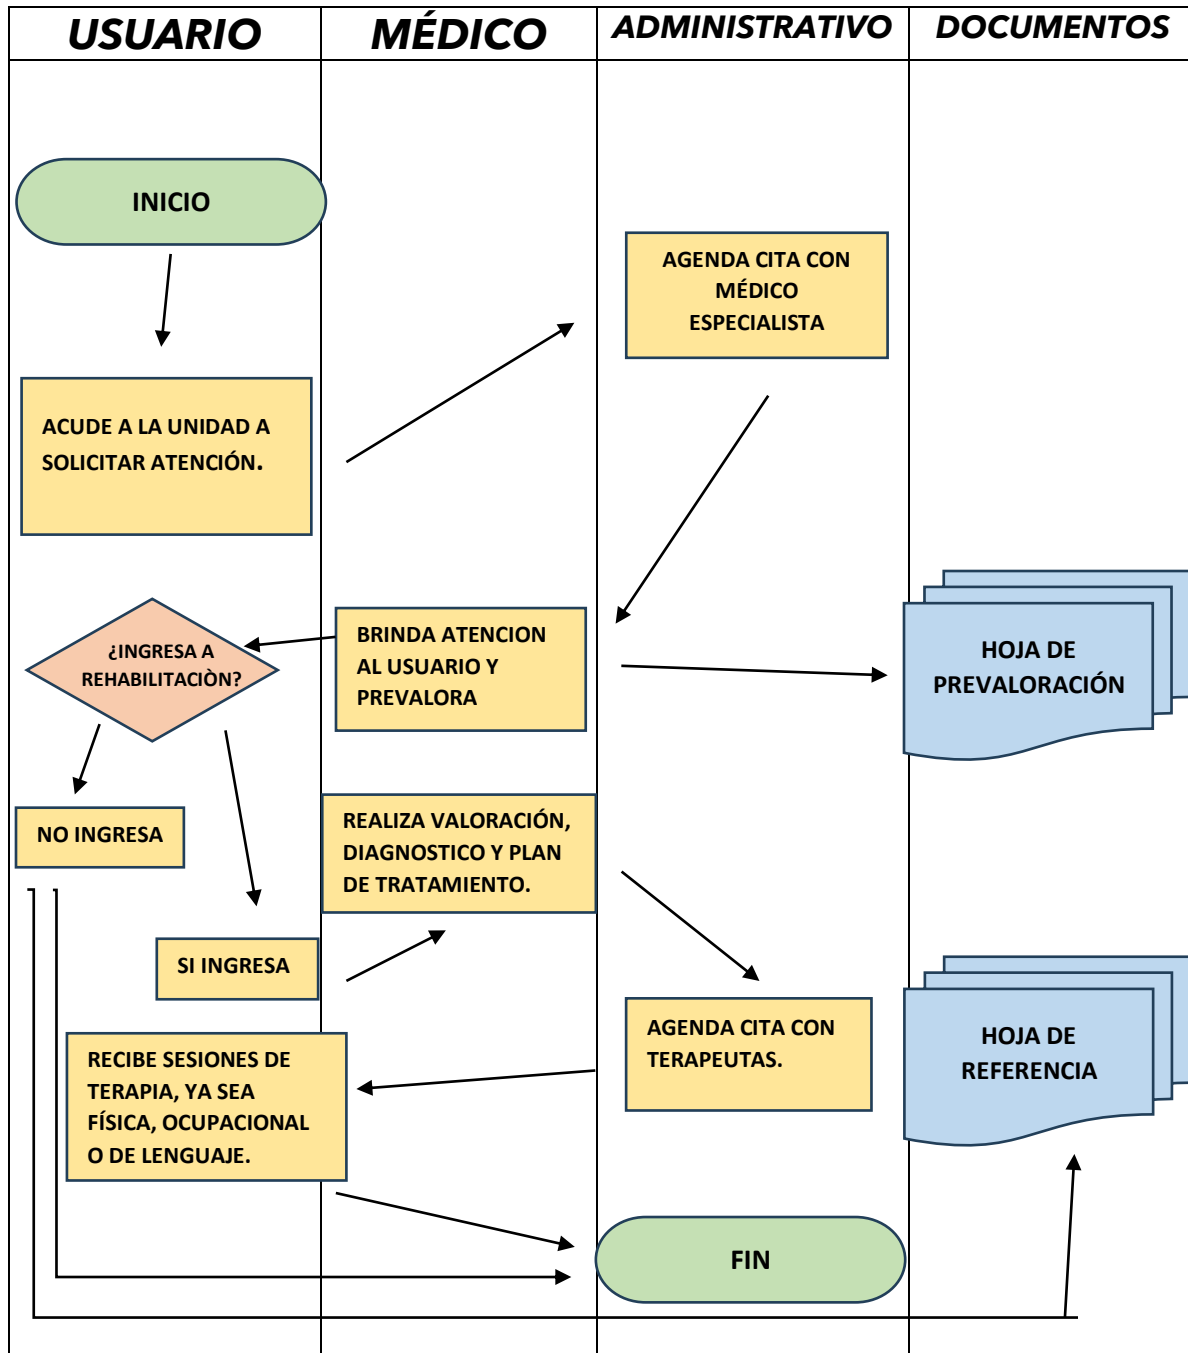 USUARIO
MÉDICO
ADMINISTRATIVO
DOCUMENTOS
INICIO
AGENDA CITA CON
MÉDICO
ESPECIALISTA
ACUDE A LA UNIDAD A
SOLICITAR ATENCIÓN.
¿INGRESA A
REHABILITACIÒN?
BRINDA ATENCION
AL USUARIO Y
PREVALORA
HOJA DE
PREVALORACIÓN
NO INGRESA
REALIZA VALORACIÓN,
DIAGNOSTICO Y PLAN
DE TRATAMIENTO.
SI INGRESA
AGENDA CITA CON
TERAPEUTAS.
HOJA DE
REFERENCIA
RECIBE SESIONES DE
TERAPIA, YA SEA
FÍSICA, OCUPACIONAL
O DE LENGUAJE.
FIN